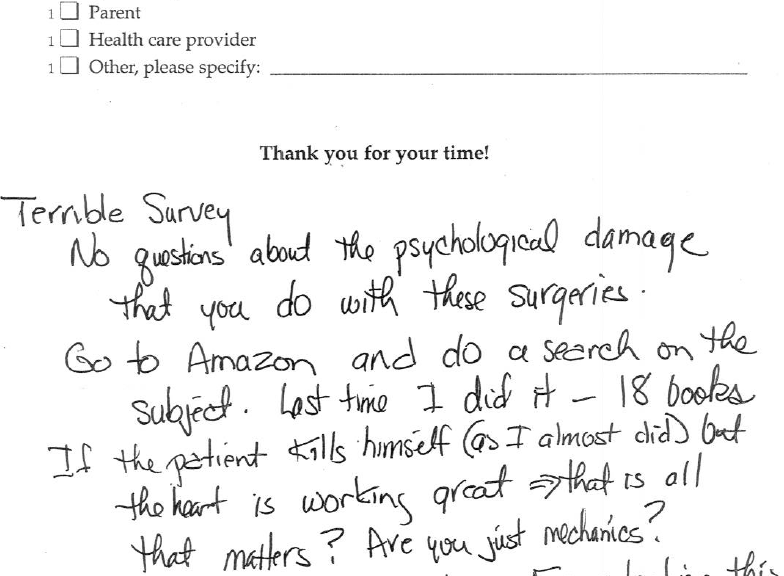 1 ☐ Parent
1 ☐ Health care provider
1 ☐ Other, please specify:
Thank you for your time!
Terrible Survey
No questions about the psychological damage
that you do with these surgeries.
Go to Amazon and do a search on the
subject. Last time I did it – 18 books
If the patient kills himself (as I almost did) but
the heart is working great ⇒ that is all
that matters? Are you just mechanics?
this